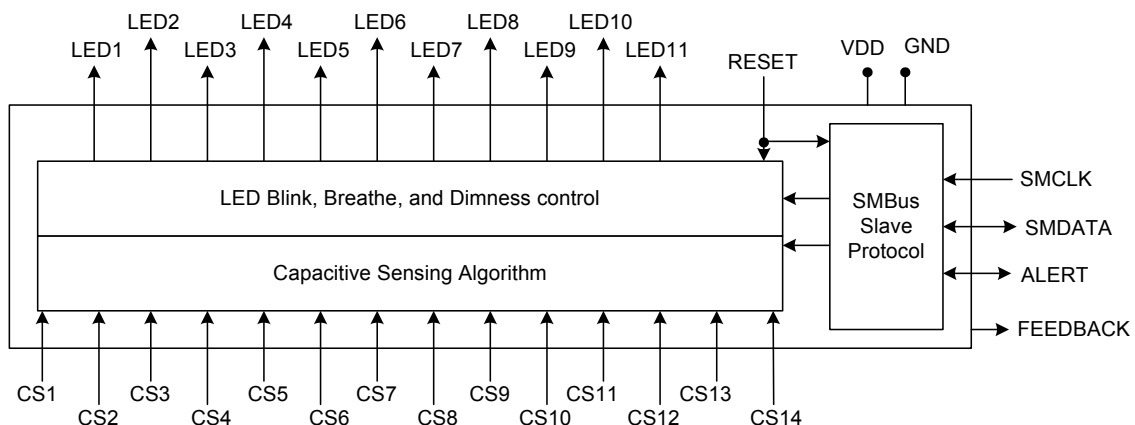 LED2 LED4 LED6 LED8 LED10
LED1 LED3 LED5 LED7 LED9 LED11
RESET
VDD
GND
LED Blink, Breathe, and Dimness control
Capacitive Sensing Algorithm
SMBus
Slave
Protocol
SMCLK
SMDATA
ALERT
FEEDBACK
CS1 CS3 CS5 CS7 CS9 CS11 CS13
CS2 CS4 CS6 CS8 CS10 CS12 CS14